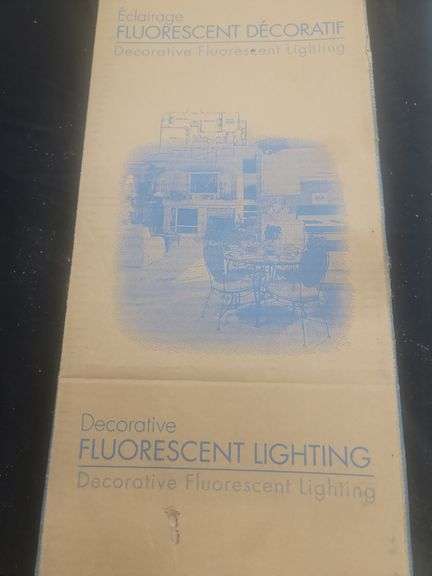 Éclairage
FLUORESCENT DÉCORATIF
Decorative Fluorescent Lighting
Decorative
FLUORESCENT LIGHTING
Decorative Fluorescent Lighting